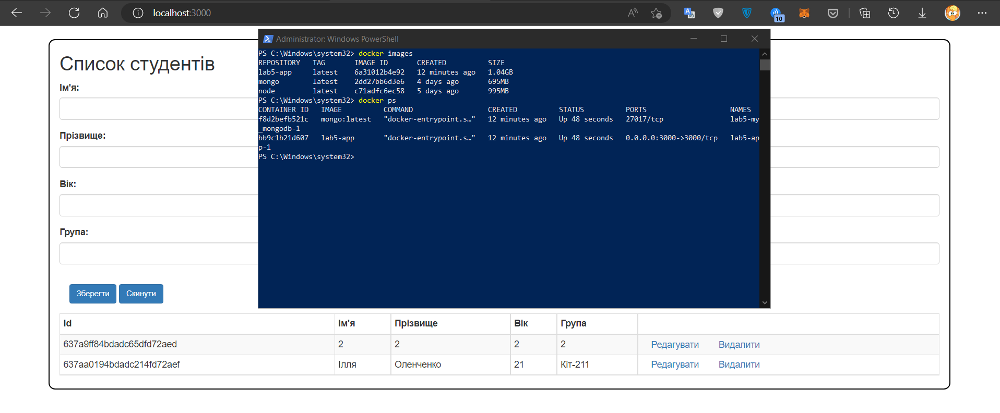 localhost:3000
10
Administrator: Windows PowerShell
PS C:\Windows\system32> docker images
REPOSITORY TAG IMAGE ID CREATED SIZE
lab5-app latest 6a31012b4e92 12 minutes ago 1.04GB
mongo latest 2dd27bb6d3e6 4 days ago 695MB
node latest c71adfc6ec58 5 days ago 995MB
PS C:\Windows\system32> docker ps
CONTAINER ID IMAGE COMMAND CREATED STATUS PORTS NAMES
f8d2befb521c mongo:latest "docker-entrypoint.s…" 12 minutes ago Up 48 seconds 27017/tcp lab5-my
_mongodb-1
bb9c1b21d607 lab5-app "docker-entrypoint.s…" 12 minutes ago Up 48 seconds 0.0.0.0:3000->3000/tcp lab5-ap
p-1
PS C:\Windows\system32>
Список студентів
Ім'я:
Прізвище:
Вік:
Група:
Зберегти Скинути
Id Ім'я Прізвище Вік Група
637a9ff84bdadc65dfd72aed 2 2 2 2 Редагувати Видалити
637aa0194bdadc214fd72aef Ілля Оленченко 21 Кіт-211 Редагувати Видалити